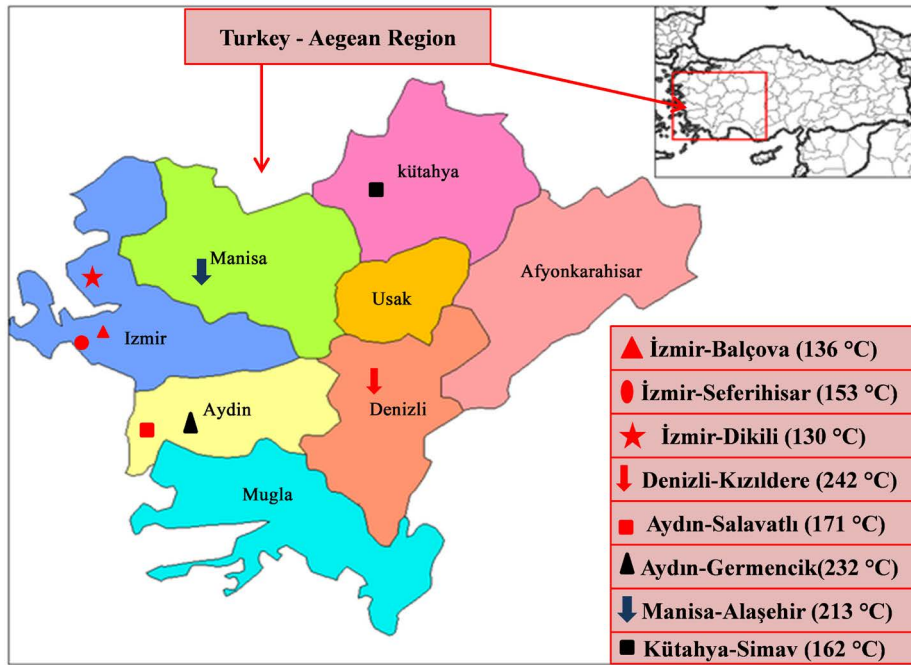 Turkey - Aegean Region
kütahya
Manisa
Afyonkarahisar
Usak
Izmir
Aydin
Denizli
Mugla
İzmir-Balçova (136 °C)
İzmir-Seferihisar (153 °C)
İzmir-Dikili (130 °C)
Denizli-Kızıldere (242 °C)
Aydın-Salavatlı (171 °C)
Aydın-Germencik(232 °C)
Manisa-Alaşehir (213 °C)
Kütahya-Simav (162 °C)